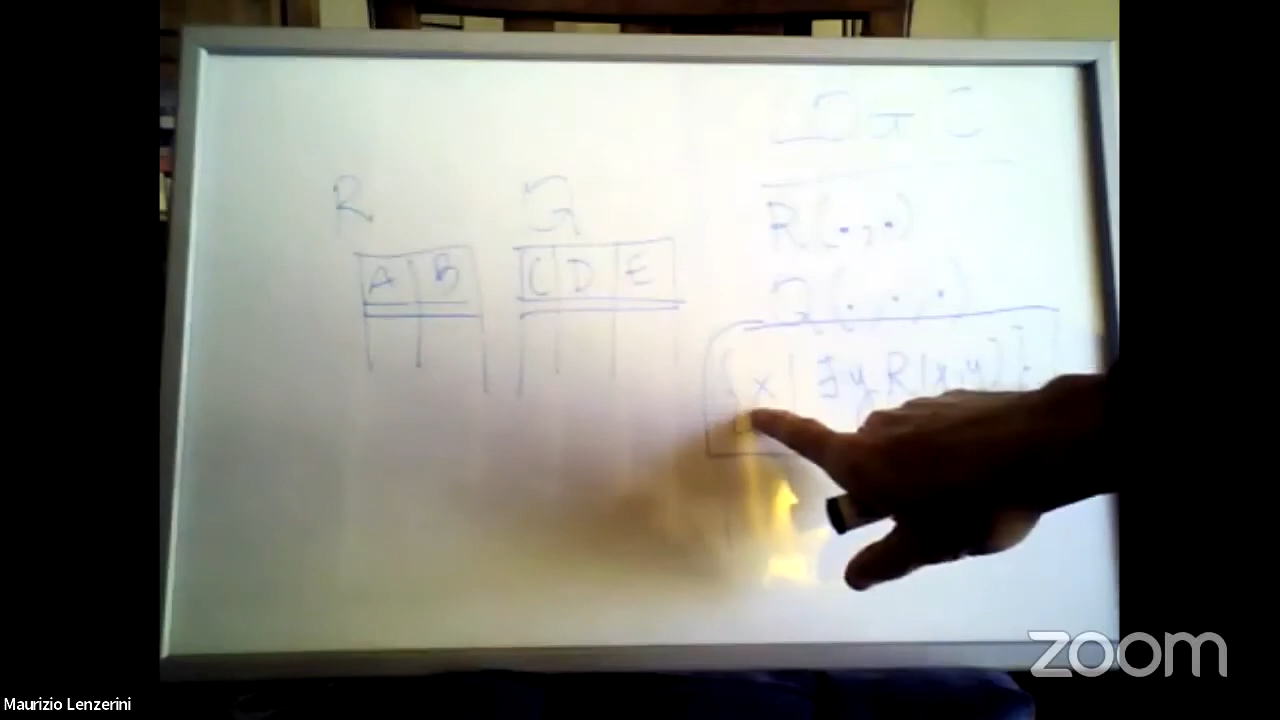 R
A B
C D E
R(·,·)
(·,·,·)
{x | ∃y R(x,y)}
zoom
Maurizio Lenzerini